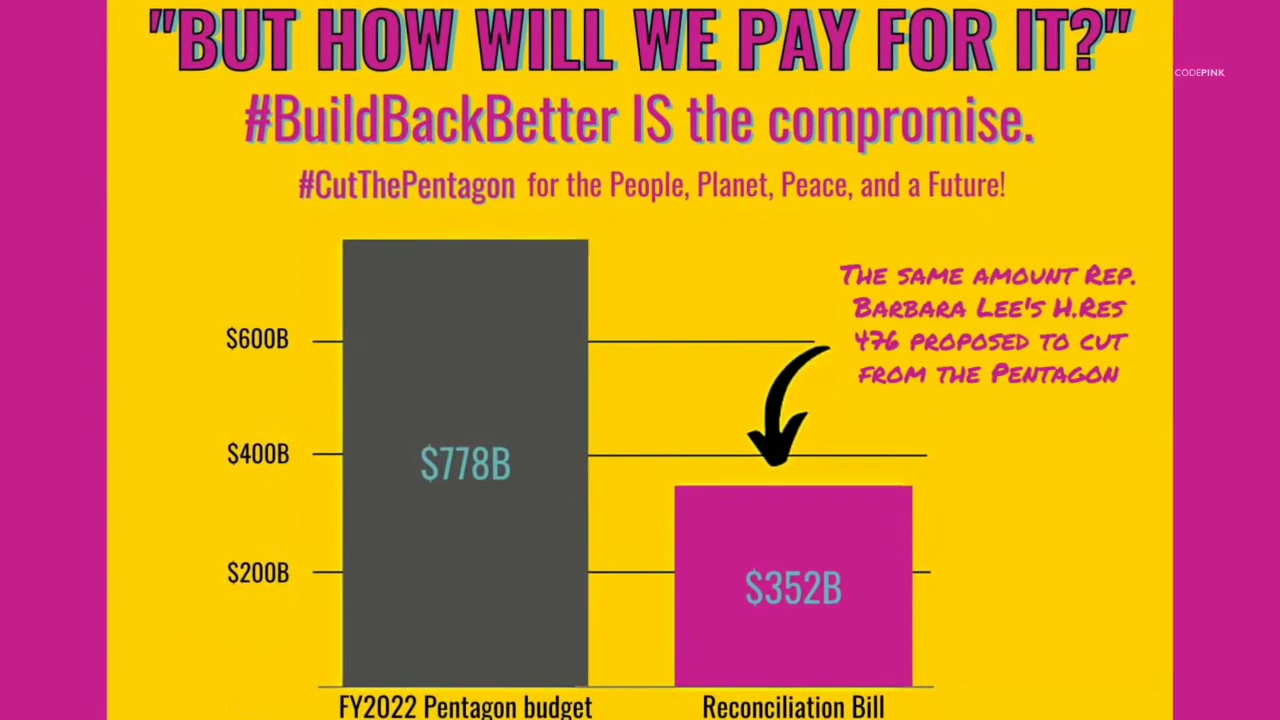 "BUT HOW WILL WE PAY FOR IT?"
CODEPINK
#BuildBackBetter IS the compromise.
#CutThePentagon for the People, Planet, Peace, and a Future!
THE SAME AMOUNT REP.
BARBARA LEE'S H.RES
476 PROPOSED TO CUT
FROM THE PENTAGON
$600B
$400B
$200B
$778B
$352B
FY2022 Pentagon budget
Reconciliation Bill